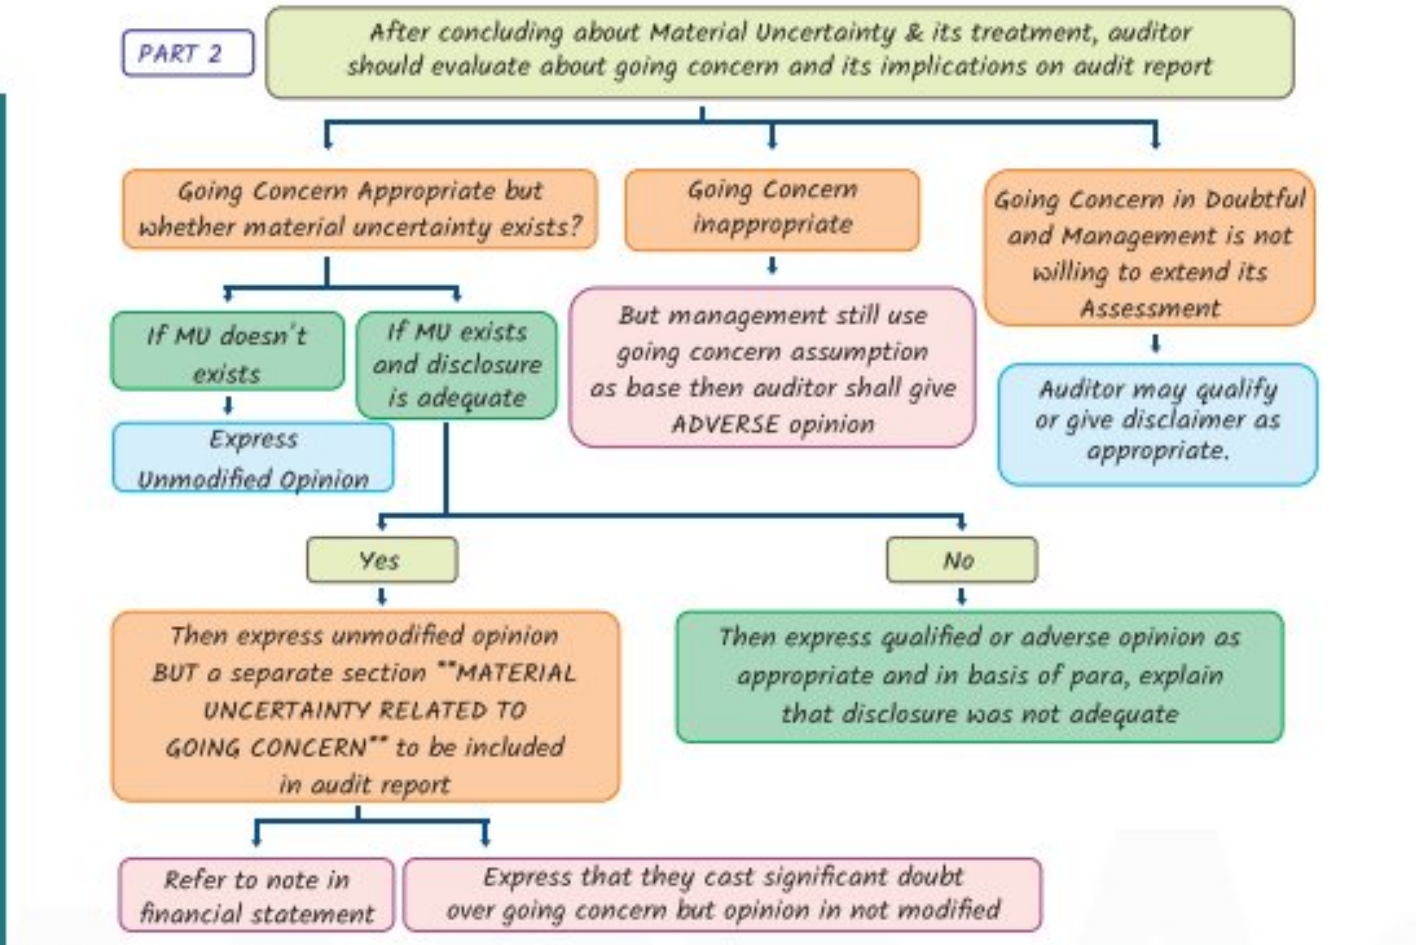 PART 2
After concluding about Material Uncertainty & its treatment, auditor
should evaluate about going concern and its implications on audit report
Going Concern Appropriate but
whether material uncertainty exists?
Going Concern
inappropriate
Going Concern in Doubtful
and Management is not
willing to extend its
Assessment
If MU doesn't
exists
If MU exists
and disclosure
is adequate
But management still use
going concern assumption
as base then auditor shall give
ADVERSE opinion
Auditor may qualify
or give disclaimer as
appropriate.
Express
Unmodified Opinion
Yes
No
Then express unmodified opinion
BUT a separate section **MATERIAL
UNCERTAINTY RELATED TO
GOING CONCERN** to be included
in audit report
Then express qualified or adverse opinion as
appropriate and in basis of para, explain
that disclosure was not adequate
Refer to note in
financial statement
Express that they cast significant doubt
over going concern but opinion in not modified